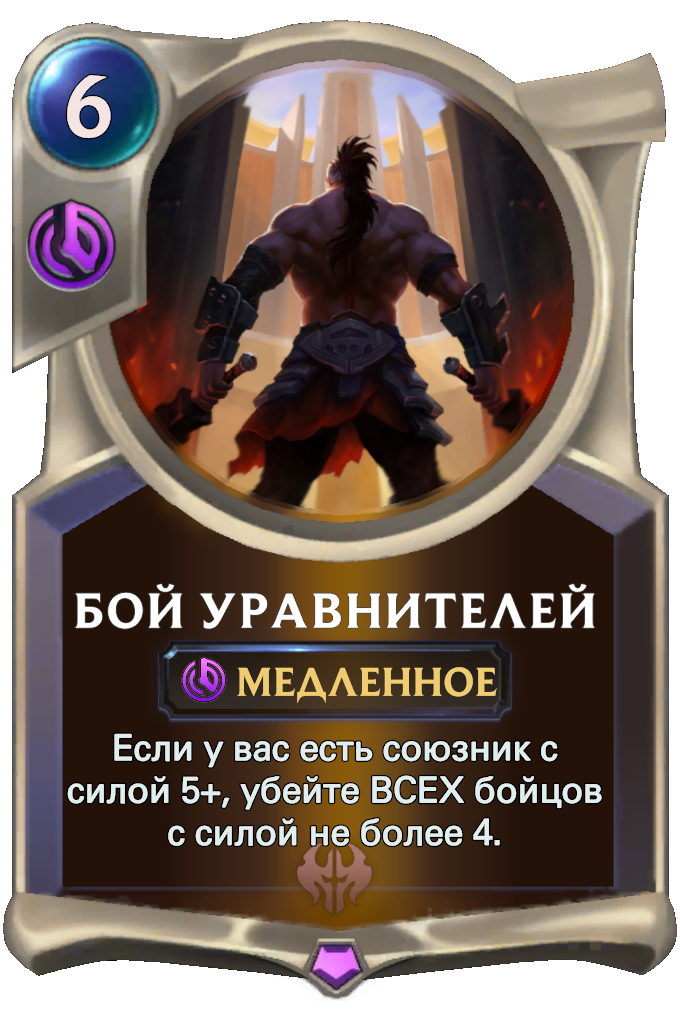 6
БОЙ УРАВНИТЕЛЕЙ
МЕДЛЕННОЕ
Если у вас есть союзник с
силой 5+, убейте ВСЕХ бойцов
с силой не более 4.